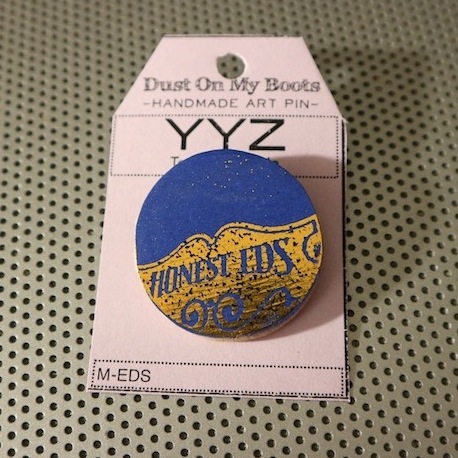 Dust On My Boots
-HANDMADE ART PIN-
YYZ
HONEST EDS
M-EDS